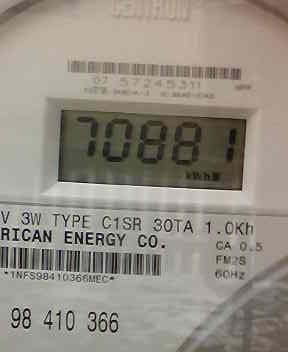 CENTRON
07 57245311
70881
kWh
V 3W TYPE C1SR 30TA 1.0Kh
RICAN ENERGY CO.
CA 0.5
FM2S
60Hz
*1NFS98410366MEC*
98 410 366